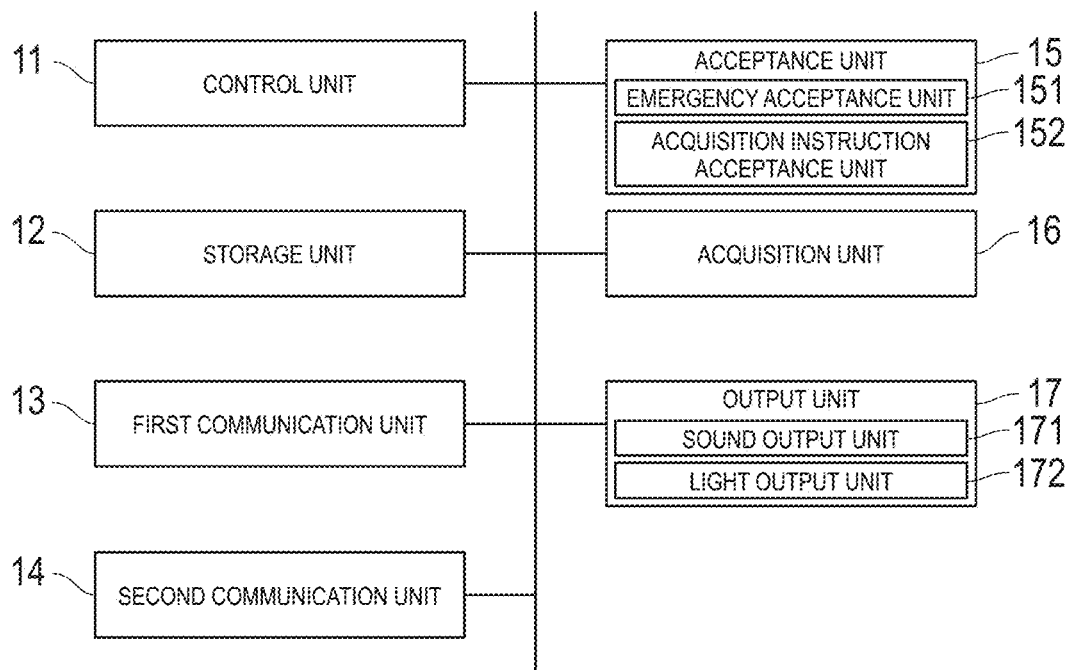 11
CONTROL UNIT
12
STORAGE UNIT
13
FIRST COMMUNICATION UNIT
14
SECOND COMMUNICATION UNIT
15
ACCEPTANCE UNIT
151
EMERGENCY ACCEPTANCE UNIT
152
ACQUISITION INSTRUCTION
ACCEPTANCE UNIT
16
ACQUISITION UNIT
17
OUTPUT UNIT
171
SOUND OUTPUT UNIT
172
LIGHT OUTPUT UNIT